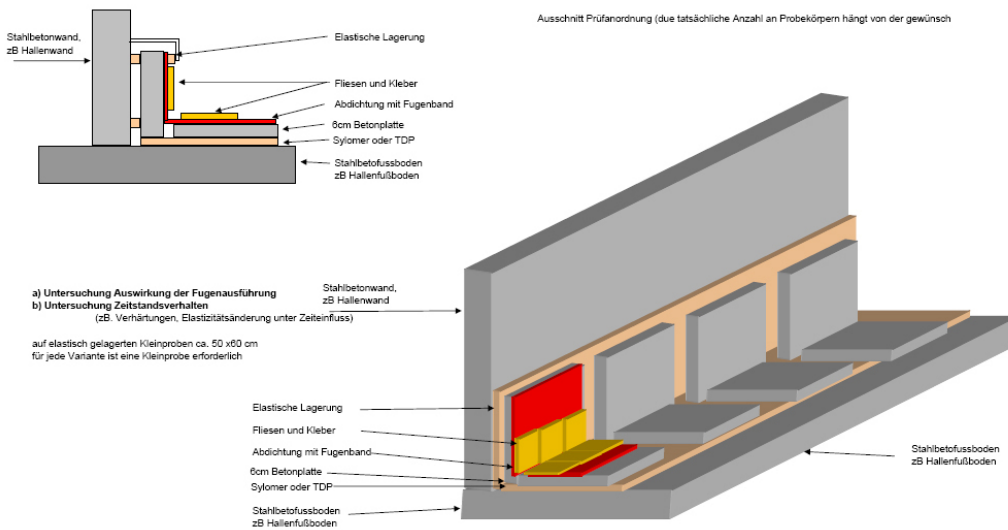 Ausschnitt Prüfanordnung (due tatsächliche Anzahl an Probekörpern hängt von der gewünsch
Stahlbetonwand,
zB Hallenwand
Elastische Lagerung
Fliesen und Kleber
Abdichtung mit Fugenband
6cm Betonplatte
Sylomer oder TDP
Stahlbetofussboden
zB Hallenfußboden
a) Untersuchung Auswirkung der Fugenausführung
b) Untersuchung Zeitstandsverhalten
(zB. Verhärtungen, Elastizitätsänderung unter Zeiteinfluss)
auf elastisch gelagerten Kleinproben ca. 50 x60 cm
für jede Variante ist eine Kleinprobe erforderlich
Stahlbetonwand,
zB Hallenwand
Elastische Lagerung
Fliesen und Kleber
Abdichtung mit Fugenband
6cm Betonplatte
Sylomer oder TDP
Stahlbetofussboden
zB Hallenfußboden
Stahlbetofussboden
zB Hallenfußboden